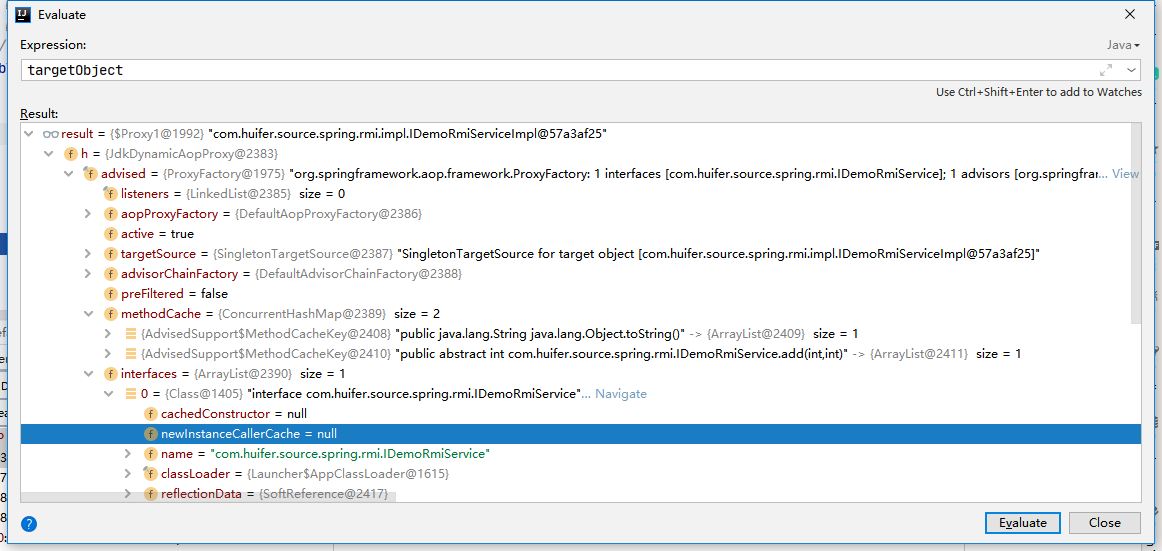 Evaluate
Expression:
Java
targetObject
Use Ctrl+Shift+Enter to add to Watches
Result:
result = {$Proxy1@1992} "com.huifer.source.spring.rmi.impl.IDemoRmiServiceImpl@57a3af25"
h = {JdkDynamicAopProxy@2383}
advised = {ProxyFactory@1975} "org.springframework.aop.framework.ProxyFactory: 1 interfaces [com.huifer.source.spring.rmi.IDemoRmiService]; 1 advisors [org.springfram... View
listeners = {LinkedList@2385} size = 0
aopProxyFactory = {DefaultAopProxyFactory@2386}
active = true
targetSource = {SingletonTargetSource@2387} "SingletonTargetSource for target object [com.huifer.source.spring.rmi.impl.IDemoRmiServiceImpl@57a3af25]"
advisorChainFactory = {DefaultAdvisorChainFactory@2388}
preFiltered = false
methodCache = {ConcurrentHashMap@2389} size = 2
{AdvisedSupport$MethodCacheKey@2408} "public java.lang.String java.lang.Object.toString()" -> {ArrayList@2409} size = 1
{AdvisedSupport$MethodCacheKey@2410} "public abstract int com.huifer.source.spring.rmi.IDemoRmiService.add(int,int)" -> {ArrayList@2411} size = 1
interfaces = {ArrayList@2390} size = 1
0 = {Class@1405} "interface com.huifer.source.spring.rmi.IDemoRmiService"... Navigate
cachedConstructor = null
newInstanceCallerCache = null
name = "com.huifer.source.spring.rmi.IDemoRmiService"
classLoader = {Launcher$AppClassLoader@1615}
reflectionData = {SoftReference@2417}
Evaluate
Close